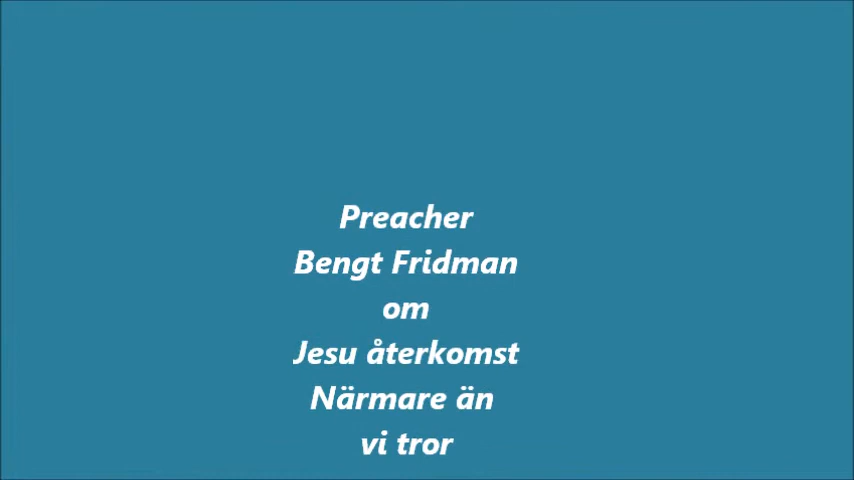 Preacher
Bengt Fridman
om
Jesu återkomst
Närmare än
vi tror